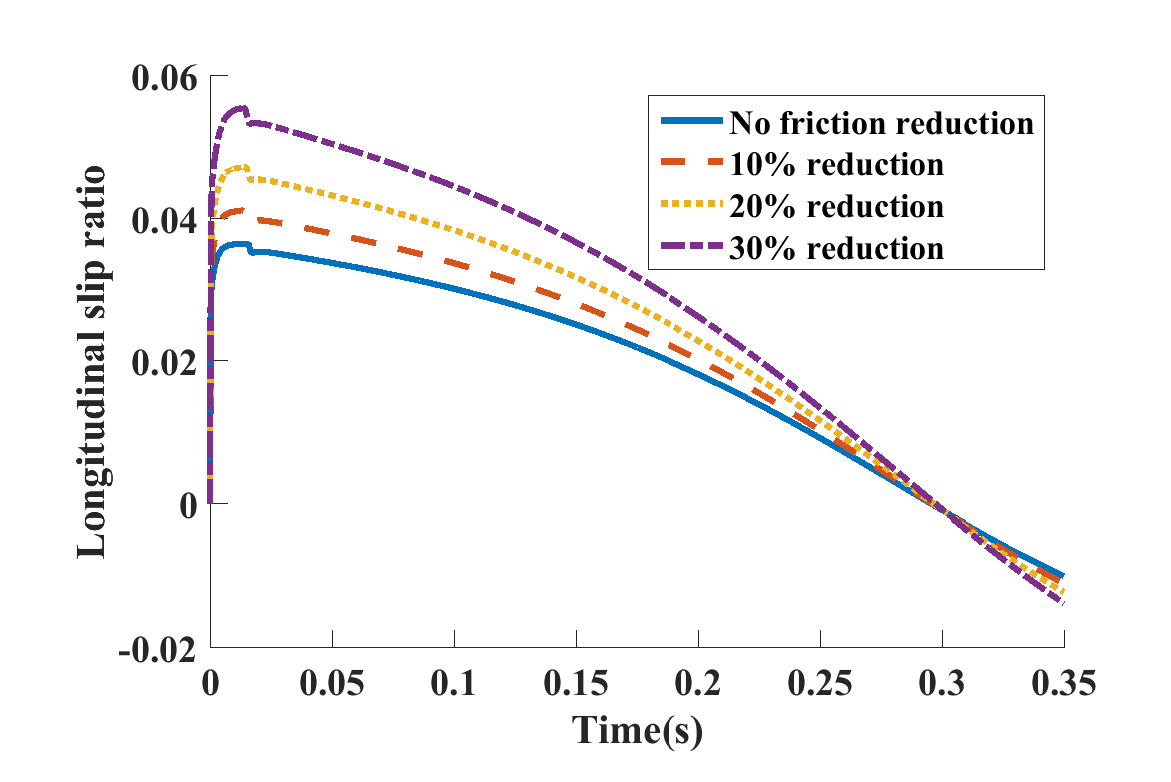 0.06
0.04
0.02
0
-0.02
Longitudinal slip ratio
No friction reduction
10% reduction
20% reduction
30% reduction
0 0.05 0.1 0.15 0.2 0.25 0.3 0.35
Time(s)